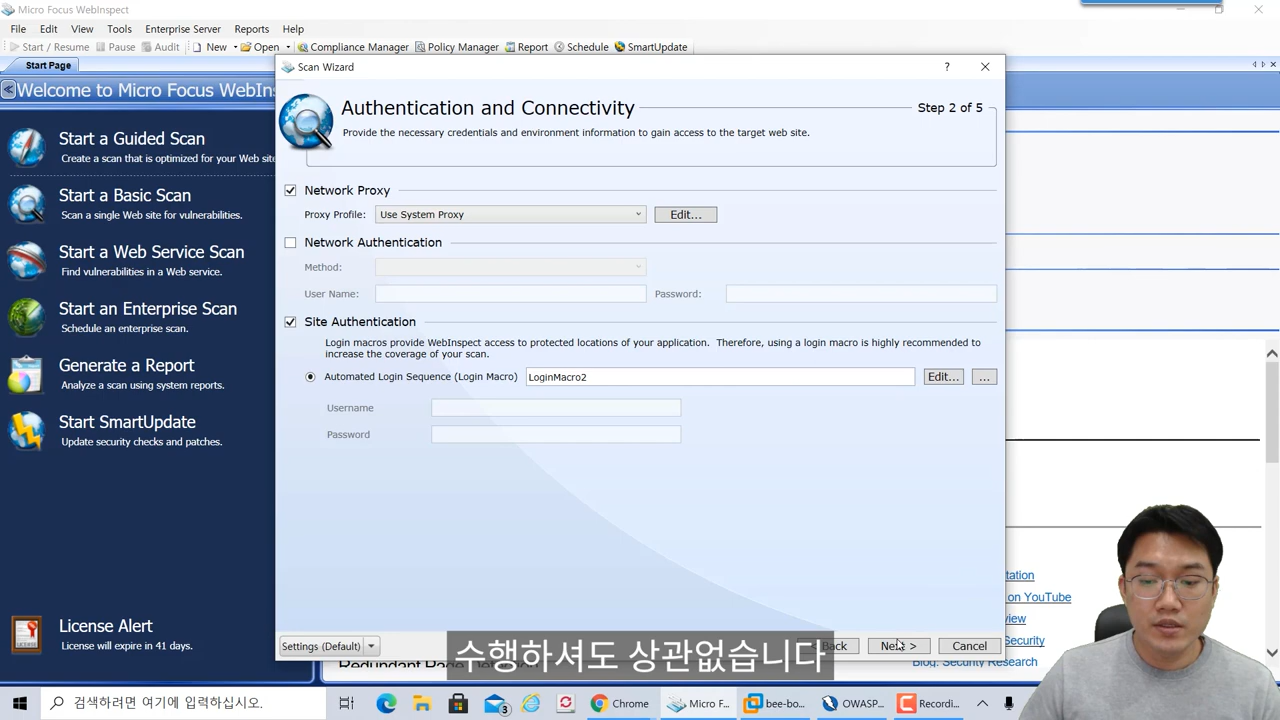 Micro Focus WebInspect
File Edit View Tools Enterprise Server Reports Help
Start / Resume Pause Audit New Open Compliance Manager Policy Manager Report Schedule SmartUpdate
Start Page
Welcome to Micro Focus WebIns
Start a Guided Scan
Create a scan that is optimized for your Web site
Start a Basic Scan
Scan a single Web site for vulnerabilities.
Start a Web Service Scan
Find vulnerabilities in a Web service.
Start an Enterprise Scan
Schedule an enterprise scan.
Generate a Report
Analyze a scan using system reports.
Start SmartUpdate
Update security checks and patches.
License Alert
License will expire in 41 days.
Scan Wizard
? 
Authentication and Connectivity
Step 2 of 5
Provide the necessary credentials and environment information to gain access to the target web site.
Network Proxy
Proxy Profile: Use System Proxy Edit...
Network Authentication
Method:
User Name: Password:
Site Authentication
Login macros provide WebInspect access to protected locations of your application. Therefore, using a login macro is highly recommended to
increase the coverage of your scan.
Automated Login Sequence (Login Macro) LoginMacro2 Edit... ...
Username
Password
Settings (Default) Back Next > Cancel
수행하셔도 상관없습니다
tation
on YouTube
iew
Security
Blog: Security Research
검색하려면 여기에 입력하십시오.
3
Chrome
Micro F...
bee-bo...
OWASP...
Recordi...